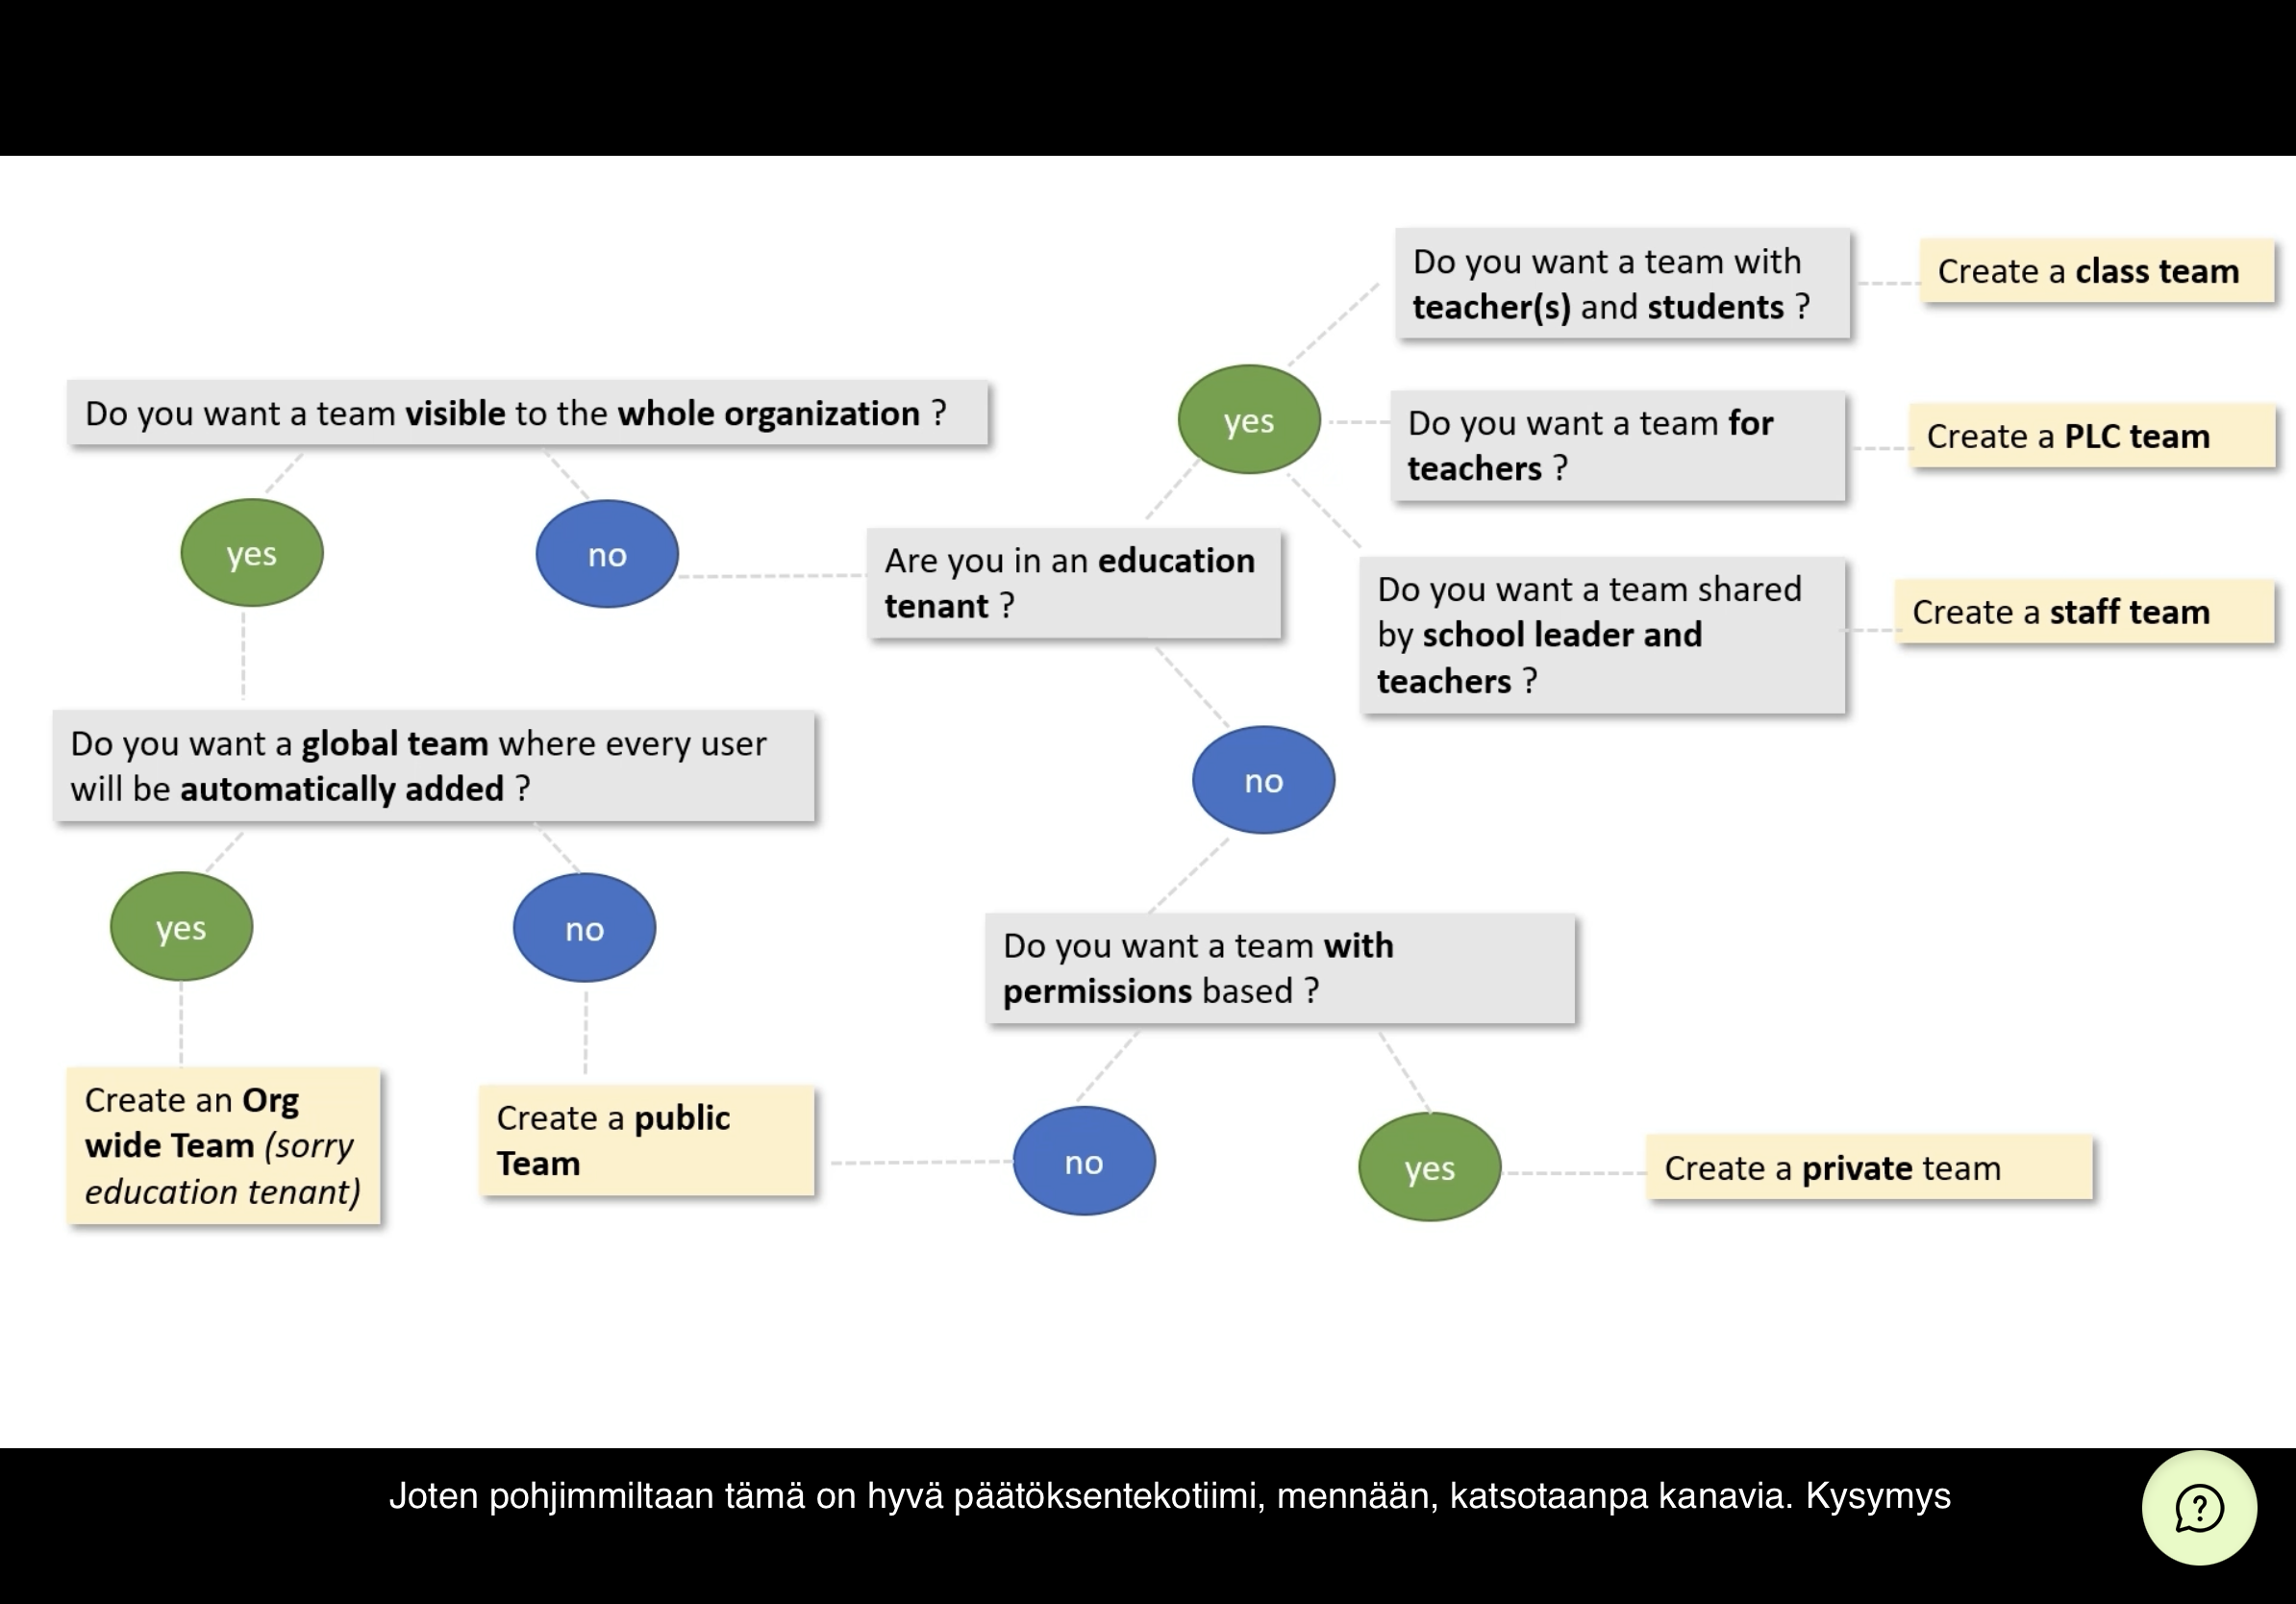 Do you want a team visible to the whole organization ?
yes
no
Do you want a global team where every user
will be automatically added ?
yes
no
Create an Org
wide Team (sorry
education tenant)
Create a public
Team
Are you in an education
tenant ?
yes
Do you want a team with
teacher(s) and students ?
Create a class team
Do you want a team for
teachers ?
Create a PLC team
Do you want a team shared
by school leader and
teachers ?
Create a staff team
no
Do you want a team with
permissions based ?
no
yes
Create a private team
Joten pohjimmiltaan tämä on hyvä päätöksentekotiimi, mennään, katsotaanpa kanavia. Kysymys